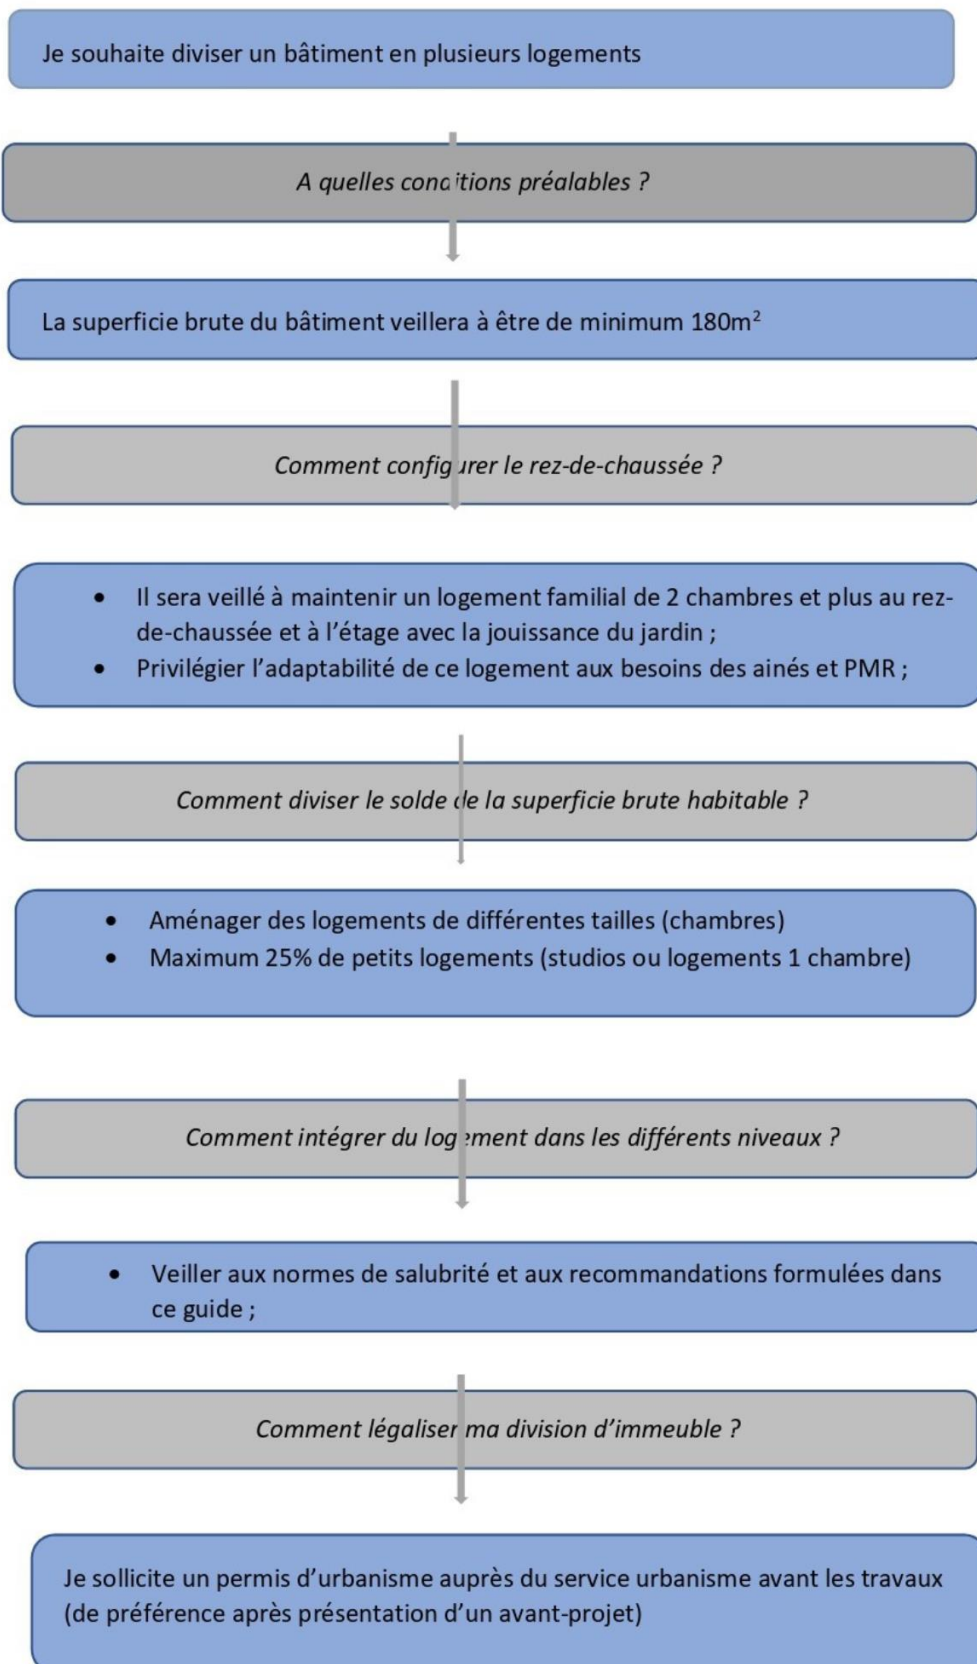 Je souhaite diviser un bâtiment en plusieurs logements
A quelles conditions préalables ?
La superficie brute du bâtiment veillera à être de minimum 180m²
Comment configurer le rez-de-chaussée ?
• Il sera veillé à maintenir un logement familial de 2 chambres et plus au rez-
de-chaussée et à l’étage avec la jouissance du jardin ;
• Privilégier l’adaptabilité de ce logement aux besoins des ainés et PMR ;
Comment diviser le solde de la superficie brute habitable ?
• Aménager des logements de différentes tailles (chambres)
• Maximum 25% de petits logements (studios ou logements 1 chambre)
Comment intégrer du logement dans les différents niveaux ?
• Veiller aux normes de salubrité et aux recommandations formulées dans
ce guide ;
Comment légaliser ma division d’immeuble ?
Je sollicite un permis d’urbanisme auprès du service urbanisme avant les travaux
(de préférence après présentation d’un avant-projet)